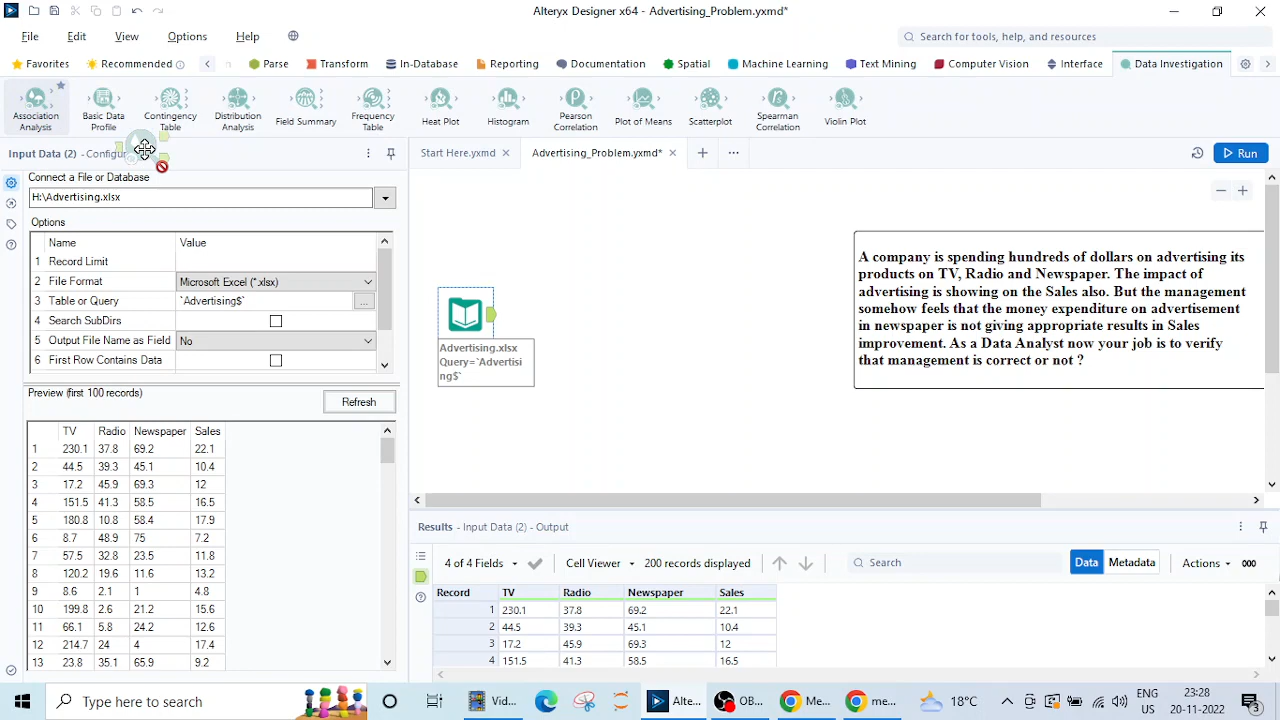 Alteryx Designer x64 - Advertising_Problem.yxmd*
File Edit View Options Help
Search for tools, help, and resources
Favorites Recommended Parse Transform In-Database Reporting Documentation Spatial Machine Learning Text Mining Computer Vision Interface Data Investigation
Association Analysis
Basic Data Profile
Contingency Table
Distribution Analysis
Field Summary
Frequency Table
Heat Plot
Histogram
Pearson Correlation
Plot of Means
Scatterplot
Spearman Correlation
Violin Plot
Input Data (2) - Configu
Start Here.yxmd
Advertising_Problem.yxmd*
Run
Connect a File or Database
H:\Advertising.xlsx
Options
Name Value
1 Record Limit
2 File Format Microsoft Excel (*.xlsx)
3 Table or Query `Advertising$` ...
4 Search SubDirs
5 Output File Name as Field No
6 First Row Contains Data
Preview (first 100 records)
Refresh
TV Radio Newspaper Sales
1 230.1 37.8 69.2 22.1
2 44.5 39.3 45.1 10.4
3 17.2 45.9 69.3 12
4 151.5 41.3 58.5 16.5
5 180.8 10.8 58.4 17.9
6 8.7 48.9 75 7.2
7 57.5 32.8 23.5 11.8
8 120.2 19.6 11.6 13.2
9 8.6 2.1 1 4.8
10 199.8 2.6 21.2 15.6
11 66.1 5.8 24.2 12.6
12 214.7 24 4 17.4
13 23.8 35.1 65.9 9.2
Advertising.xlsx
Query=`Advertisi
ng$`
A company is spending hundreds of dollars on advertising its
products on TV, Radio and Newspaper. The impact of
advertising is showing on the Sales also. But the management
somehow feels that the money expenditure on advertisement
in newspaper is not giving appropriate results in Sales
improvement. As a Data Analyst now your job is to verify
that management is correct or not ?
Results - Input Data (2) - Output
4 of 4 Fields Cell Viewer 200 records displayed Search Data Metadata Actions 000
Record TV Radio Newspaper Sales
1 230.1 37.8 69.2 22.1
2 44.5 39.3 45.1 10.4
3 17.2 45.9 69.3 12
4 151.5 41.3 58.5 16.5
Type here to search
Vid...
Alte...
OB...
Me...
me...
18°C
ENG
US
23:28
20-11-2022
3